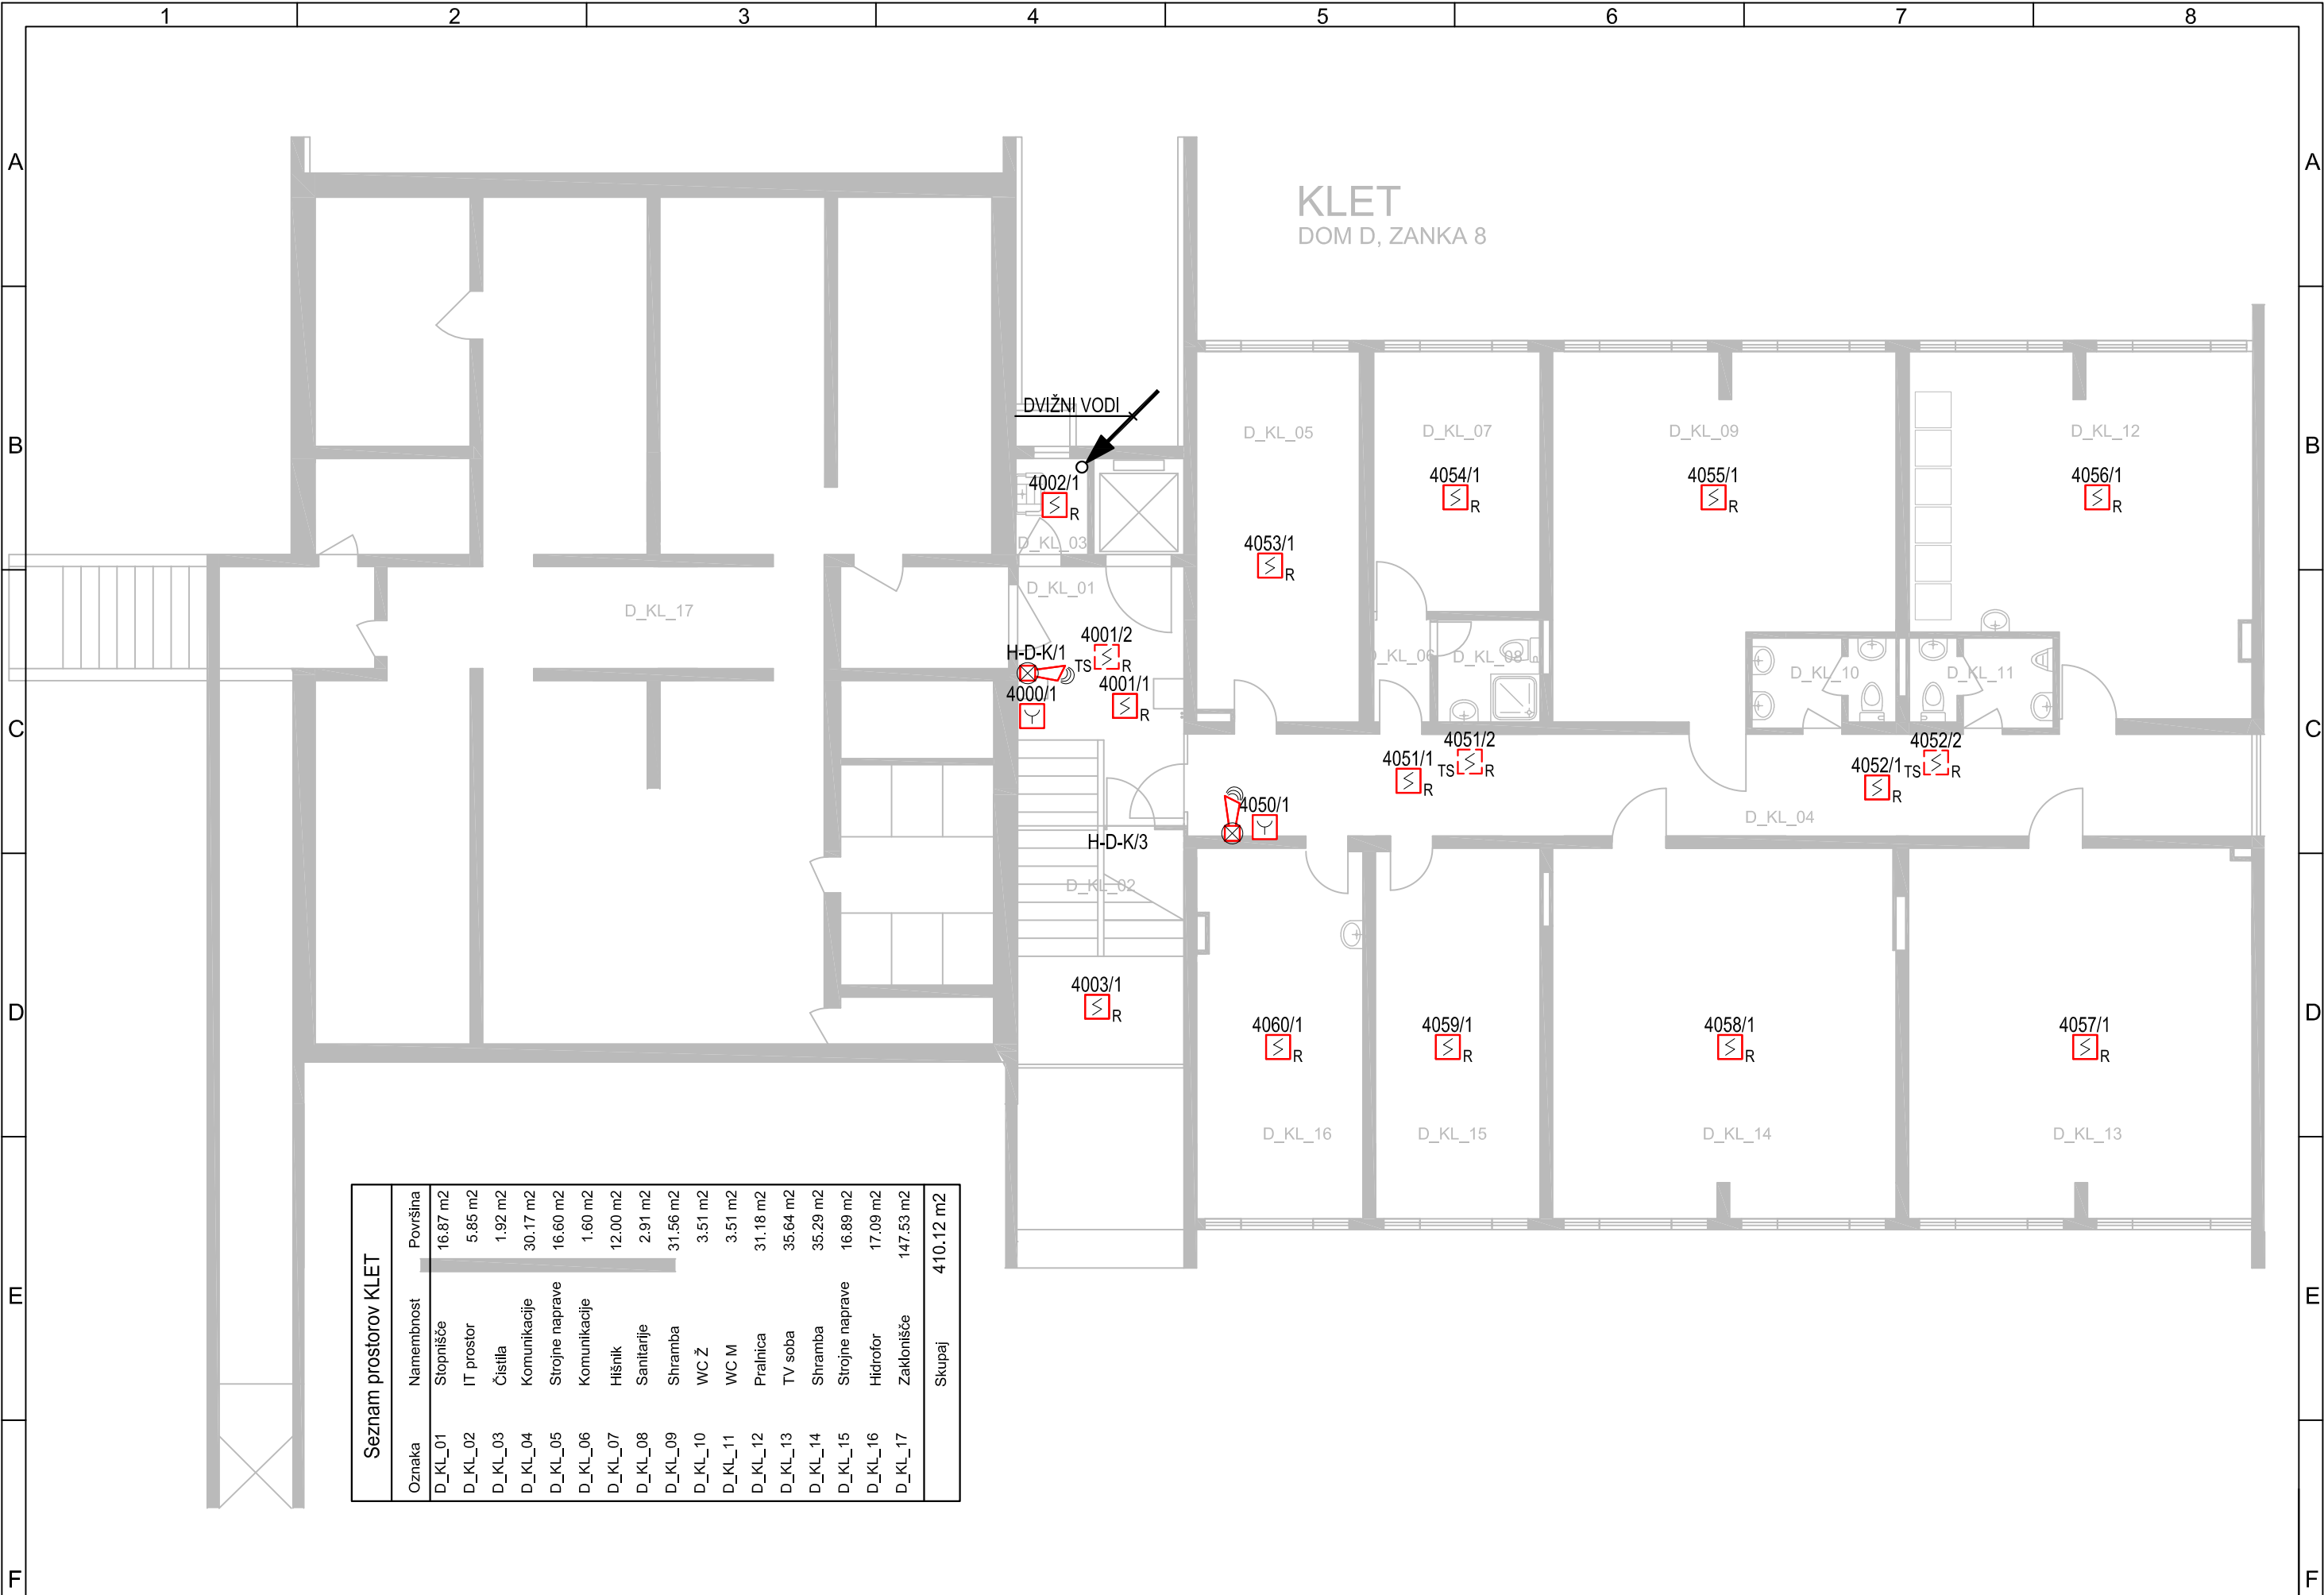 1 2 3 4 5 6 7 8
A A
KLET
DOM D, ZANKA 8
DVIŽNI VODI
B B
D_KL_05 D_KL_07 D_KL_09 D_KL_12
4002/1 R
4054/1 R
4055/1 R
4056/1 R
D_KL_03
4053/1 R
D_KL_01
D_KL_17
4001/2
TS R
H-D-K/1
D_KL_06
D_KL_08
D_KL_10
D_KL_11
4001/1 R
4000/1
C C
4051/2
TS R
4051/1 R
4052/2
TS R
4052/1 R
4050/1
D_KL_04
H-D-K/3
D_KL_02
4003/1 R
D D
4060/1 R
4059/1 R
4058/1 R
4057/1 R
D_KL_16 D_KL_15 D_KL_14 D_KL_13
Seznam prostorov KLET
Oznaka Namembnost Površina
D_KL_01 Stopnišče 16.87 m2
D_KL_02 IT prostor 5.85 m2
D_KL_03 Čistila 1.92 m2
D_KL_04 Komunikacije 30.17 m2
D_KL_05 Strojne naprave 16.60 m2
D_KL_06 Komunikacije 1.60 m2
D_KL_07 Hišnik 12.00 m2
D_KL_08 Sanitarije 2.91 m2
D_KL_09 Shramba 31.56 m2
D_KL_10 WC Ž 3.51 m2
D_KL_11 WC M 3.51 m2
D_KL_12 Pralnica 31.18 m2
D_KL_13 TV soba 35.64 m2
D_KL_14 Shramba 35.29 m2
D_KL_15 Strojne naprave 16.89 m2
D_KL_16 Hidrofor 17.09 m2
D_KL_17 Zaklonišče 147.53 m2
Skupaj 410.12 m2
E E
F F